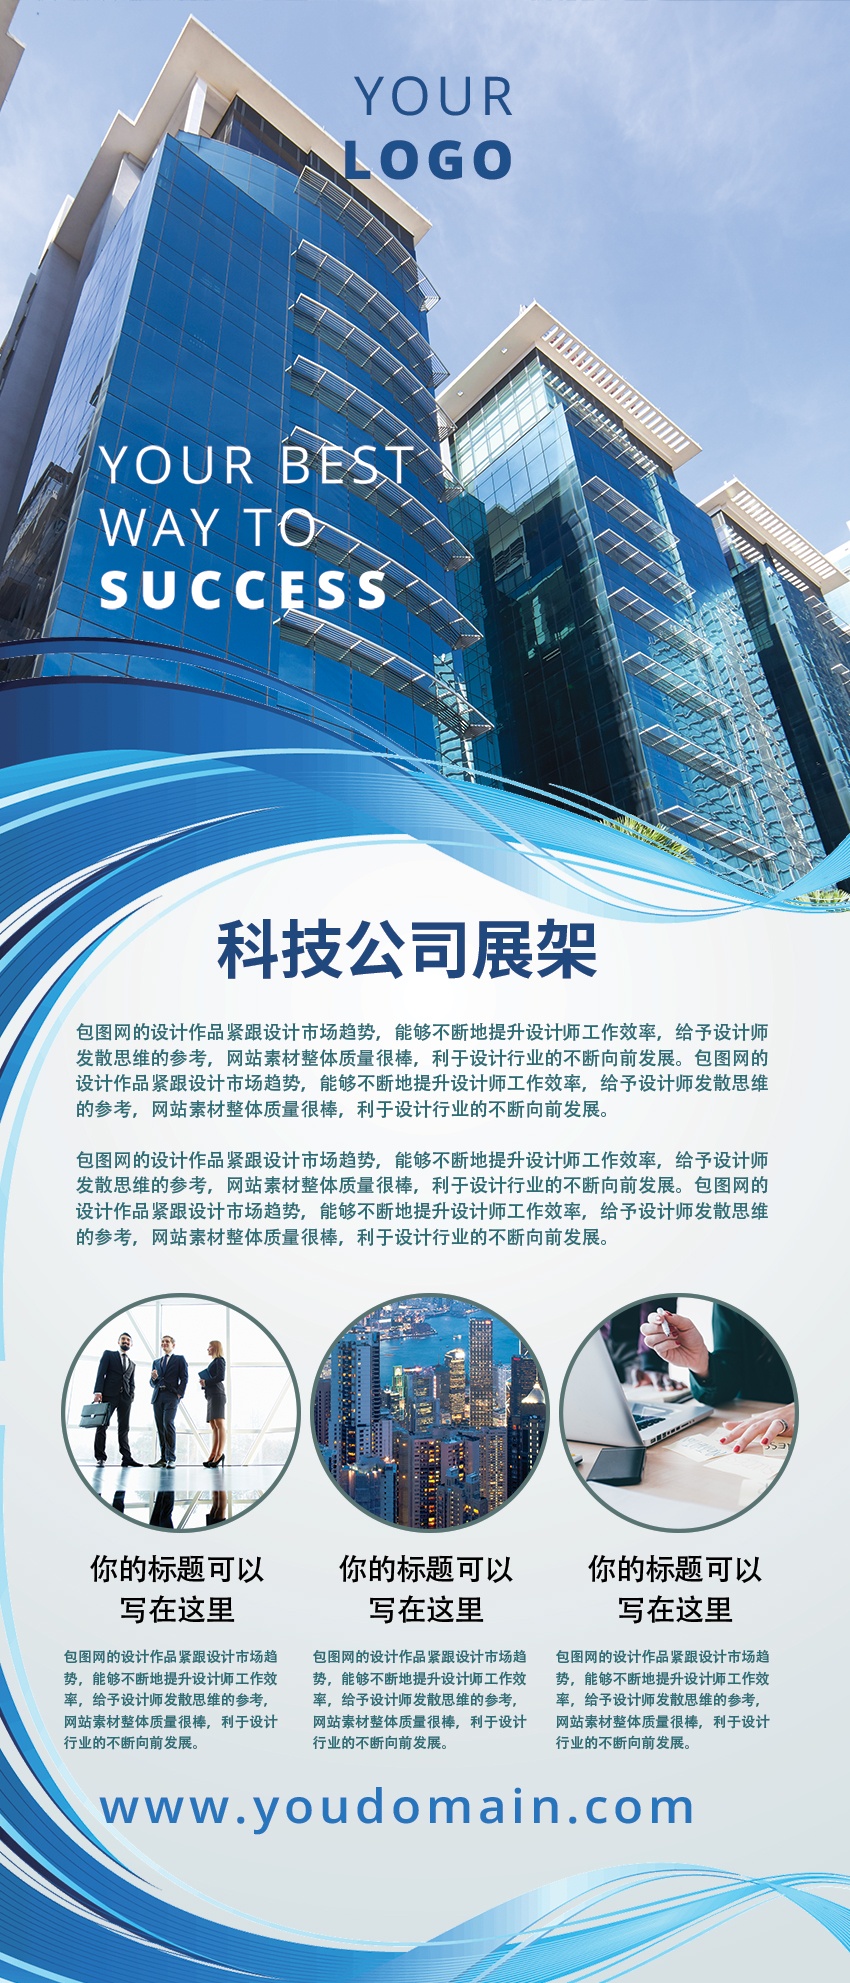 YOUR
LOGO
YOUR BEST
WAY TO
SUCCESS
科技公司展架
包图网的设计作品紧跟设计市场趋势，能够不断地提升设计师工作效率，给予设计师
发散思维的参考，网站素材整体质量很棒，利于设计行业的不断向前发展。包图网的
设计作品紧跟设计市场趋势，能够不断地提升设计师工作效率，给予设计师发散思维
的参考，网站素材整体质量很棒，利于设计行业的不断向前发展。
包图网的设计作品紧跟设计市场趋势，能够不断地提升设计师工作效率，给予设计师
发散思维的参考，网站素材整体质量很棒，利于设计行业的不断向前发展。包图网的
设计作品紧跟设计市场趋势，能够不断地提升设计师工作效率，给予设计师发散思维
的参考，网站素材整体质量很棒，利于设计行业的不断向前发展。
你的标题可以
写在这里
包图网的设计作品紧跟设计市场趋
势，能够不断地提升设计师工作效
率，给予设计师发散思维的参考，
网站素材整体质量很棒，利于设计
行业的不断向前发展。
你的标题可以
写在这里
包图网的设计作品紧跟设计市场趋
势，能够不断地提升设计师工作效
率，给予设计师发散思维的参考，
网站素材整体质量很棒，利于设计
行业的不断向前发展。
你的标题可以
写在这里
包图网的设计作品紧跟设计市场趋
势，能够不断地提升设计师工作效
率，给予设计师发散思维的参考，
网站素材整体质量很棒，利于设计
行业的不断向前发展。
www.youdomain.com